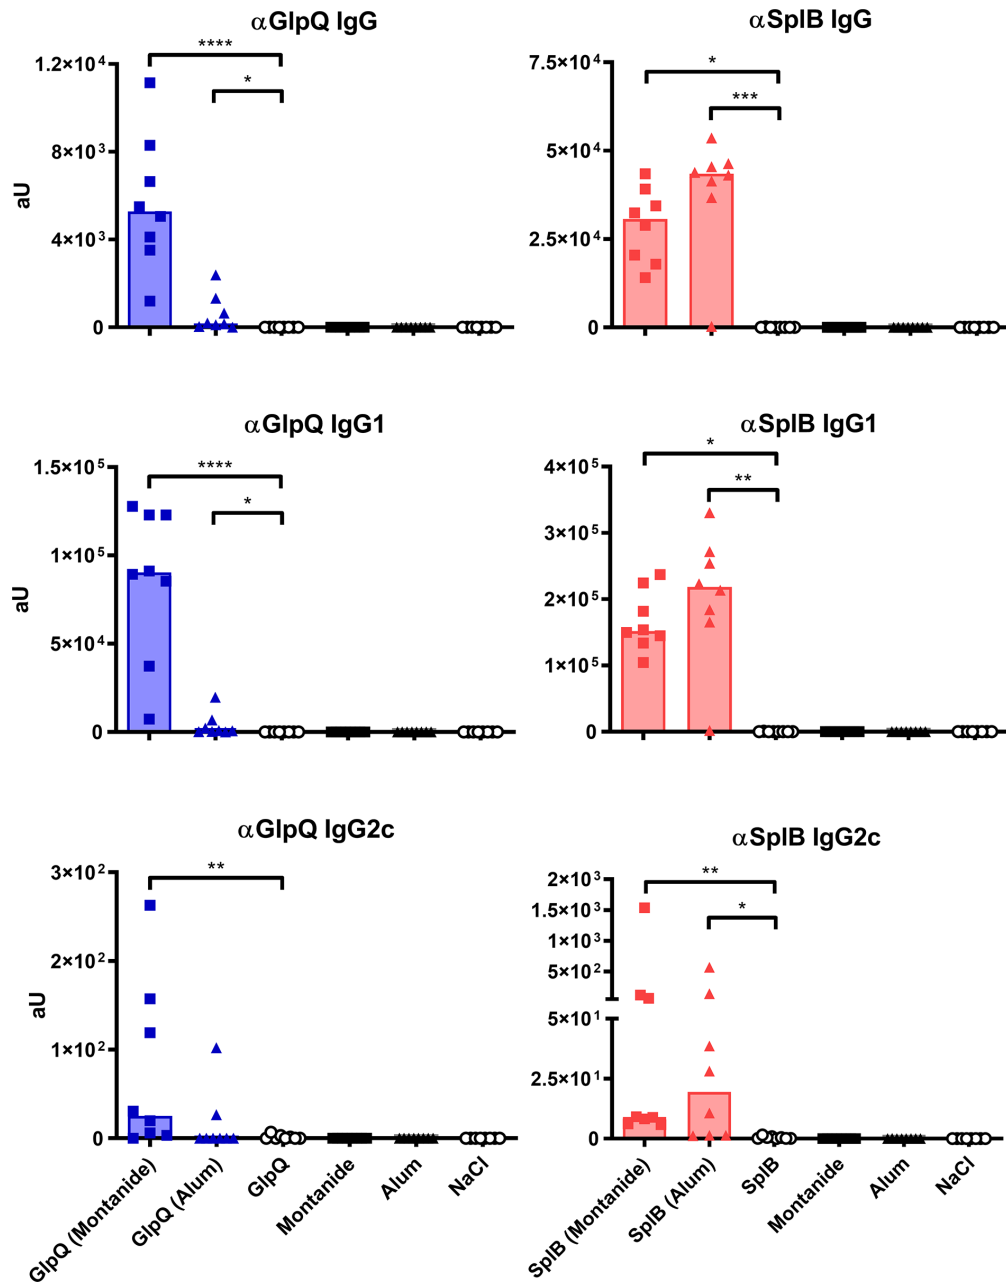 αGlpQ IgG
αSplB IgG
****
*
1.2×10⁴
8×10³
4×10³
0
aU
*
***
7.5×10⁴
5×10⁴
2.5×10⁴
0
αGlpQ IgG1
αSplB IgG1
****
*
1.5×10⁵
1×10⁵
5×10⁴
0
aU
*
**
4×10⁵
3×10⁵
2×10⁵
1×10⁵
0
αGlpQ IgG2c
αSplB IgG2c
**
3×10²
2×10²
1×10²
0
aU
GlpQ (Montanide)
GlpQ (Alum)
GlpQ
Montanide
Alum
NaCl
**
*
2×10³
1.5×10³
1×10³
5×10²
5×10¹
2.5×10¹
0
SplB (Montanide)
SplB (Alum)
SplB
Montanide
Alum
NaCl